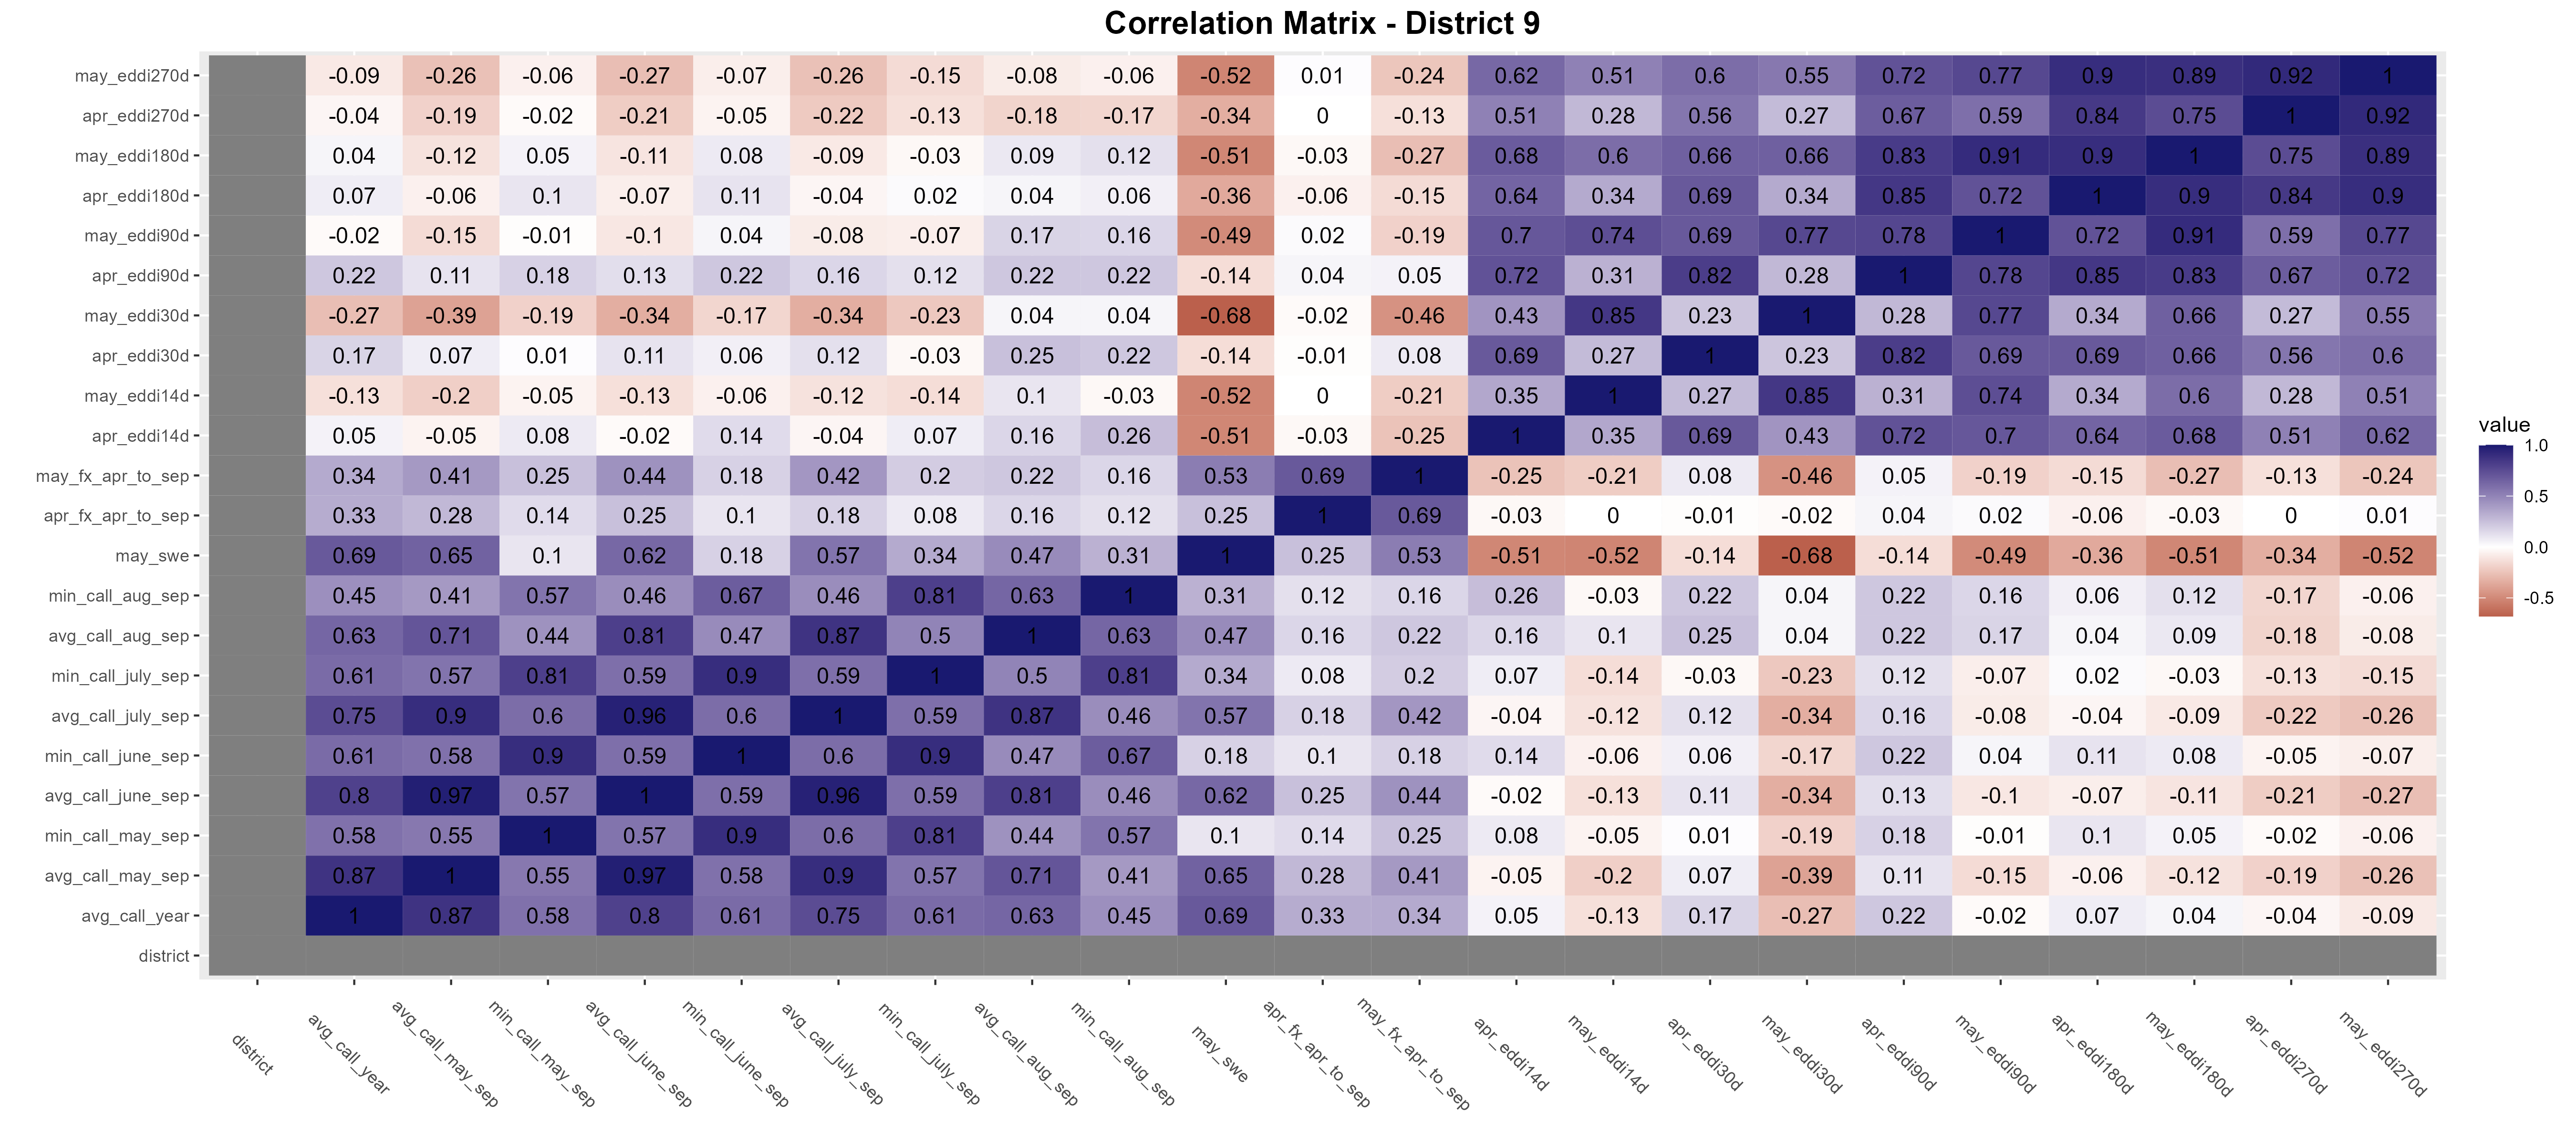 Correlation Matrix - District 9
may_eddi270d -0.09 -0.26 -0.06 -0.27 -0.07 -0.26 -0.15 -0.08 -0.06 -0.52 0.01 -0.24 0.62 0.51 0.6 0.55 0.72 0.77 0.9 0.89 0.92 1
apr_eddi270d -0.04 -0.19 -0.02 -0.21 -0.05 -0.22 -0.13 -0.18 -0.17 -0.34 0 -0.13 0.51 0.28 0.56 0.27 0.67 0.59 0.84 0.75 1 0.92
may_eddi180d 0.04 -0.12 0.05 -0.11 0.08 -0.09 -0.03 0.09 0.12 -0.51 -0.03 -0.27 0.68 0.6 0.66 0.66 0.83 0.91 0.9 1 0.75 0.89
apr_eddi180d 0.07 -0.06 0.1 -0.07 0.11 -0.04 0.02 0.04 0.06 -0.36 -0.06 -0.15 0.64 0.34 0.69 0.34 0.85 0.72 1 0.9 0.84 0.9
may_eddi90d -0.02 -0.15 -0.01 -0.1 0.04 -0.08 -0.07 0.17 0.16 -0.49 0.02 -0.19 0.7 0.74 0.69 0.77 0.78 1 0.72 0.91 0.59 0.77
apr_eddi90d 0.22 0.11 0.18 0.13 0.22 0.16 0.12 0.22 0.22 -0.14 0.04 0.05 0.72 0.31 0.82 0.28 1 0.78 0.85 0.83 0.67 0.72
may_eddi30d -0.27 -0.39 -0.19 -0.34 -0.17 -0.34 -0.23 0.04 0.04 -0.68 -0.02 -0.46 0.43 0.85 0.23 1 0.28 0.77 0.34 0.66 0.27 0.55
apr_eddi30d 0.17 0.07 0.01 0.11 0.06 0.12 -0.03 0.25 0.22 -0.14 -0.01 0.08 0.69 0.27 1 0.23 0.82 0.69 0.69 0.66 0.56 0.6
may_eddi14d -0.13 -0.2 -0.05 -0.13 -0.06 -0.12 -0.14 0.1 -0.03 -0.52 0 -0.21 0.35 1 0.27 0.85 0.31 0.74 0.34 0.6 0.28 0.51
apr_eddi14d 0.05 -0.05 0.08 -0.02 0.14 -0.04 0.07 0.16 0.26 -0.51 -0.03 -0.25 1 0.35 0.69 0.43 0.72 0.7 0.64 0.68 0.51 0.62
may_fx_apr_to_sep 0.34 0.41 0.25 0.44 0.18 0.42 0.2 0.22 0.16 0.53 0.69 1 -0.25 -0.21 0.08 -0.46 0.05 -0.19 -0.15 -0.27 -0.13 -0.24
apr_fx_apr_to_sep 0.33 0.28 0.14 0.25 0.1 0.18 0.08 0.16 0.12 0.25 1 0.69 -0.03 0 -0.01 -0.02 0.04 0.02 -0.06 -0.03 0 0.01
may_swe 0.69 0.65 0.1 0.62 0.18 0.57 0.34 0.47 0.31 1 0.25 0.53 -0.51 -0.52 -0.14 -0.68 -0.14 -0.49 -0.36 -0.51 -0.34 -0.52
min_call_aug_sep 0.45 0.41 0.57 0.46 0.67 0.46 0.81 0.63 1 0.31 0.12 0.16 0.26 -0.03 0.22 0.04 0.22 0.16 0.06 0.12 -0.17 -0.06
avg_call_aug_sep 0.63 0.71 0.44 0.81 0.47 0.87 0.5 1 0.63 0.47 0.16 0.22 0.16 0.1 0.25 0.04 0.22 0.17 0.04 0.09 -0.18 -0.08
min_call_july_sep 0.61 0.57 0.81 0.59 0.9 0.59 1 0.5 0.81 0.34 0.08 0.2 0.07 -0.14 -0.03 -0.23 0.12 -0.07 0.02 -0.03 -0.13 -0.15
avg_call_july_sep 0.75 0.9 0.6 0.96 0.6 1 0.59 0.87 0.46 0.57 0.18 0.42 -0.04 -0.12 0.12 -0.34 0.16 -0.08 -0.04 -0.09 -0.22 -0.26
min_call_june_sep 0.61 0.58 0.9 0.59 1 0.6 0.9 0.47 0.67 0.18 0.1 0.18 0.14 -0.06 0.06 -0.17 0.22 0.04 0.11 0.08 -0.05 -0.07
avg_call_june_sep 0.8 0.97 0.57 1 0.59 0.96 0.59 0.81 0.46 0.62 0.25 0.44 -0.02 -0.13 0.11 -0.34 0.13 -0.1 -0.07 -0.11 -0.21 -0.27
min_call_may_sep 0.58 0.55 1 0.57 0.9 0.6 0.81 0.44 0.57 0.1 0.14 0.25 0.08 -0.05 0.01 -0.19 0.18 -0.01 0.1 0.05 -0.02 -0.06
avg_call_may_sep 0.87 1 0.55 0.97 0.58 0.9 0.57 0.71 0.41 0.65 0.28 0.41 -0.05 -0.2 0.07 -0.39 0.11 -0.15 -0.06 -0.12 -0.19 -0.26
avg_call_year 1 0.87 0.58 0.8 0.61 0.75 0.61 0.63 0.45 0.69 0.33 0.34 0.05 -0.13 0.17 -0.27 0.22 -0.02 0.07 0.04 -0.04 -0.09
district
district avg_call_year avg_call_may_sep min_call_may_sep avg_call_june_sep min_call_june_sep avg_call_july_sep min_call_july_sep avg_call_aug_sep min_call_aug_sep may_swe apr_fx_apr_to_sep may_fx_apr_to_sep apr_eddi14d may_eddi14d apr_eddi30d may_eddi30d apr_eddi90d may_eddi90d apr_eddi180d may_eddi180d apr_eddi270d may_eddi270d
value
1.0
0.5
0.0
-0.5